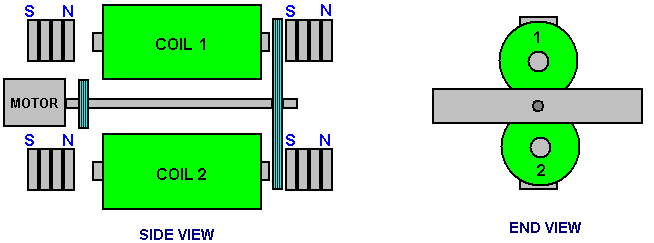 S N S N
COIL 1
1
MOTOR
S N S N
COIL 2
2
SIDE VIEW
END VIEW